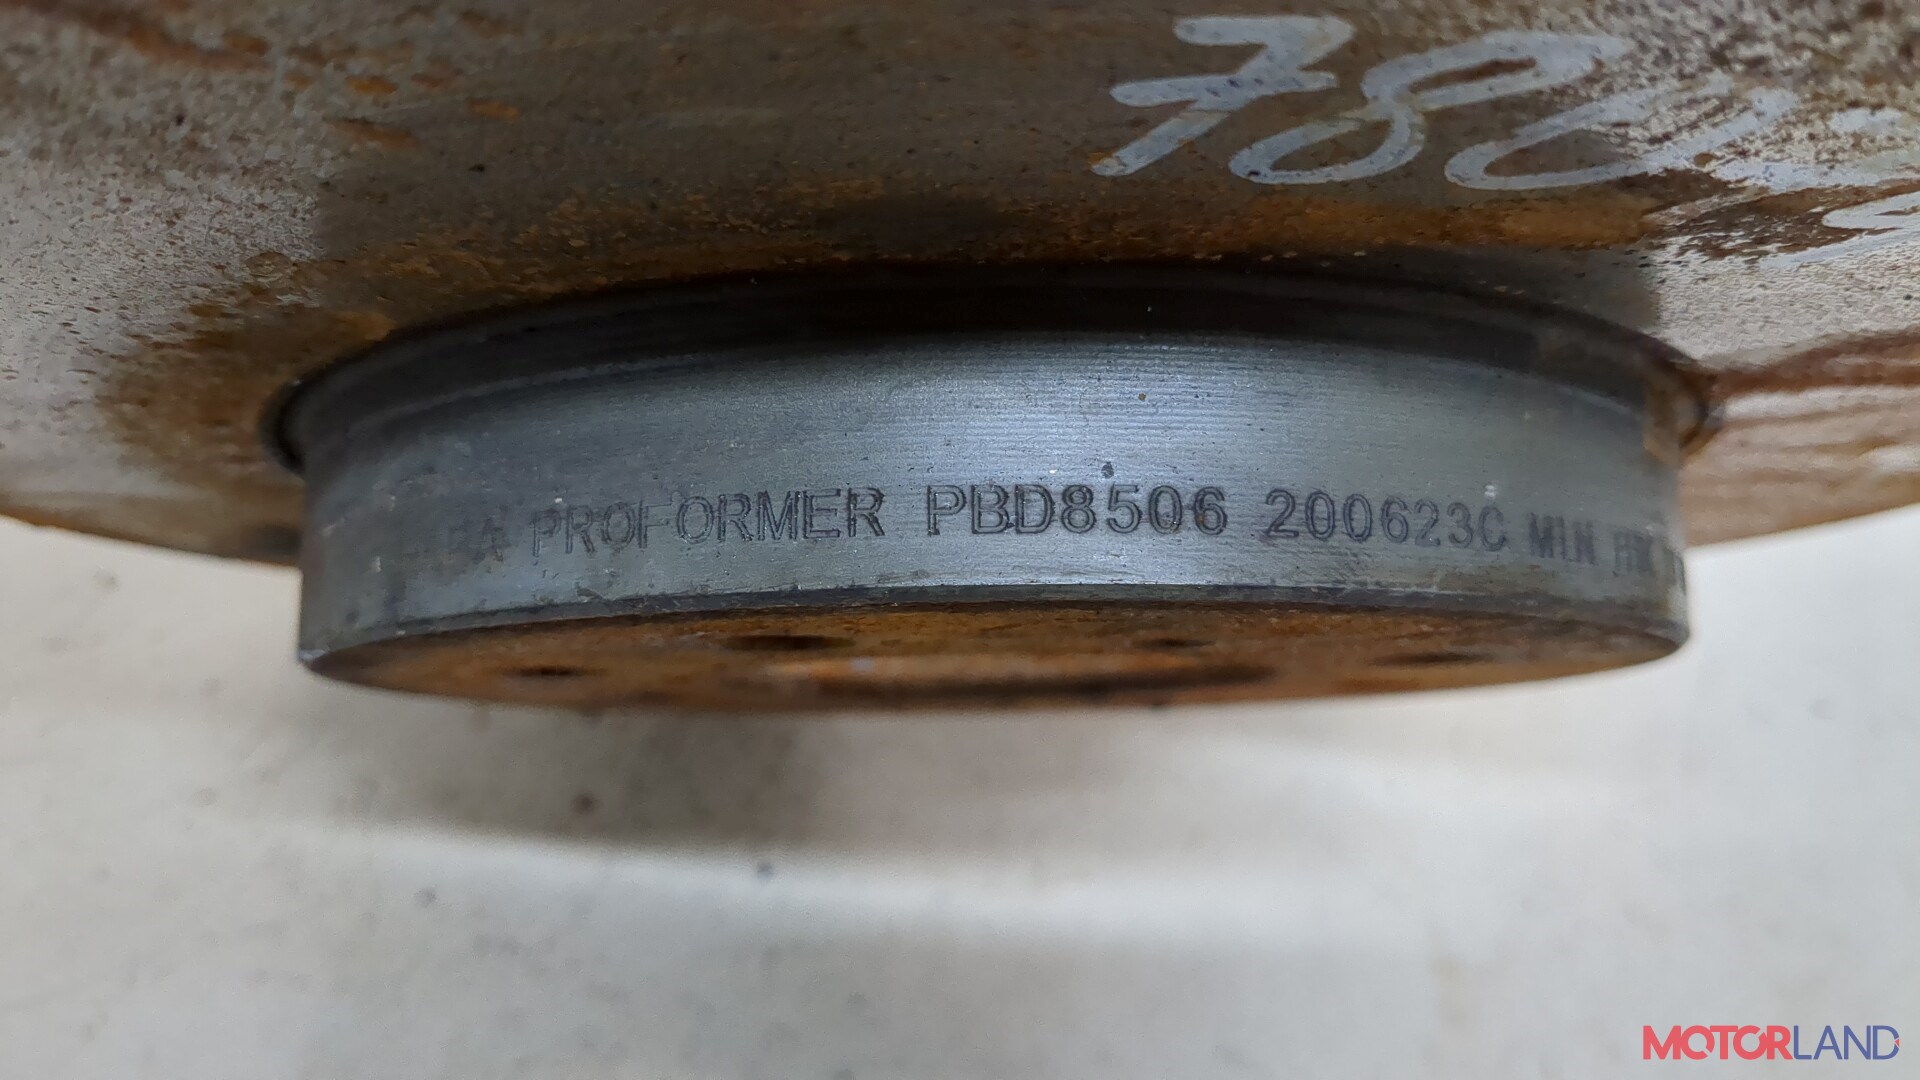 78
PROFORMER PBD8506 200623C MIN
MOTORLAND